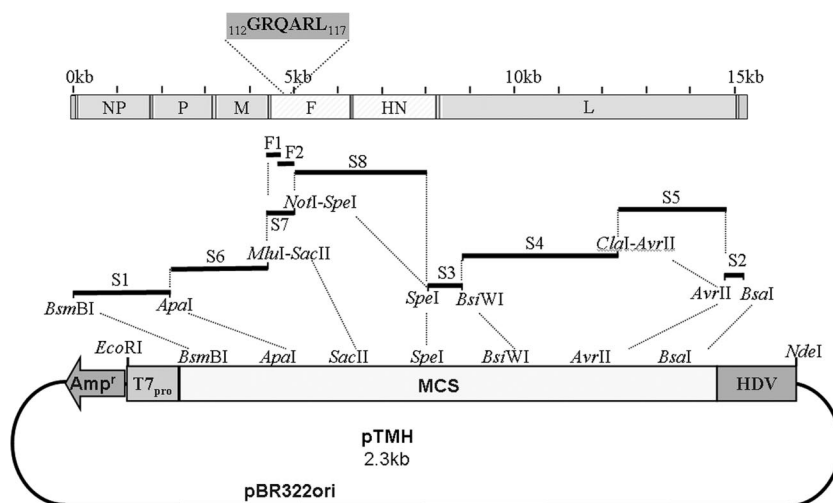 112GRQARL117
0kb 5kb 10kb 15kb
NP P M F HN L
F1
F2
S8
S5
NotI-SpeI
S7
S4
ClaI-AvrII
S6
MluI-SacII
S2
S1
S3
SpeI
BsiWI
AvrII
BsaI
BsmBI
ApaI
EcoRI
BsmBI ApaI SacII SpeI BsiWI AvrII BsaI
NdeI
Ampr T7pro MCS HDV
pTMH
2.3kb
pBR322ori